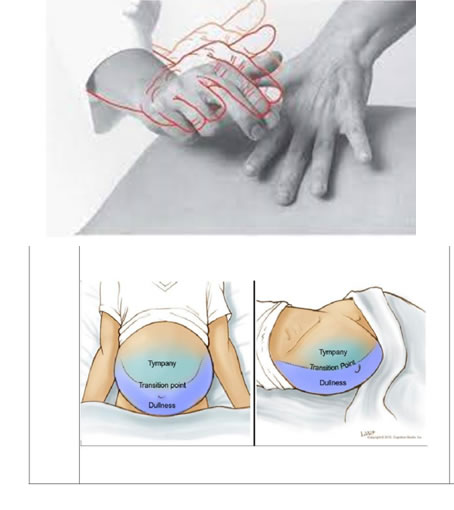 Tympany
Transition point
Dullness
Tympany
Transition Point
Dullness